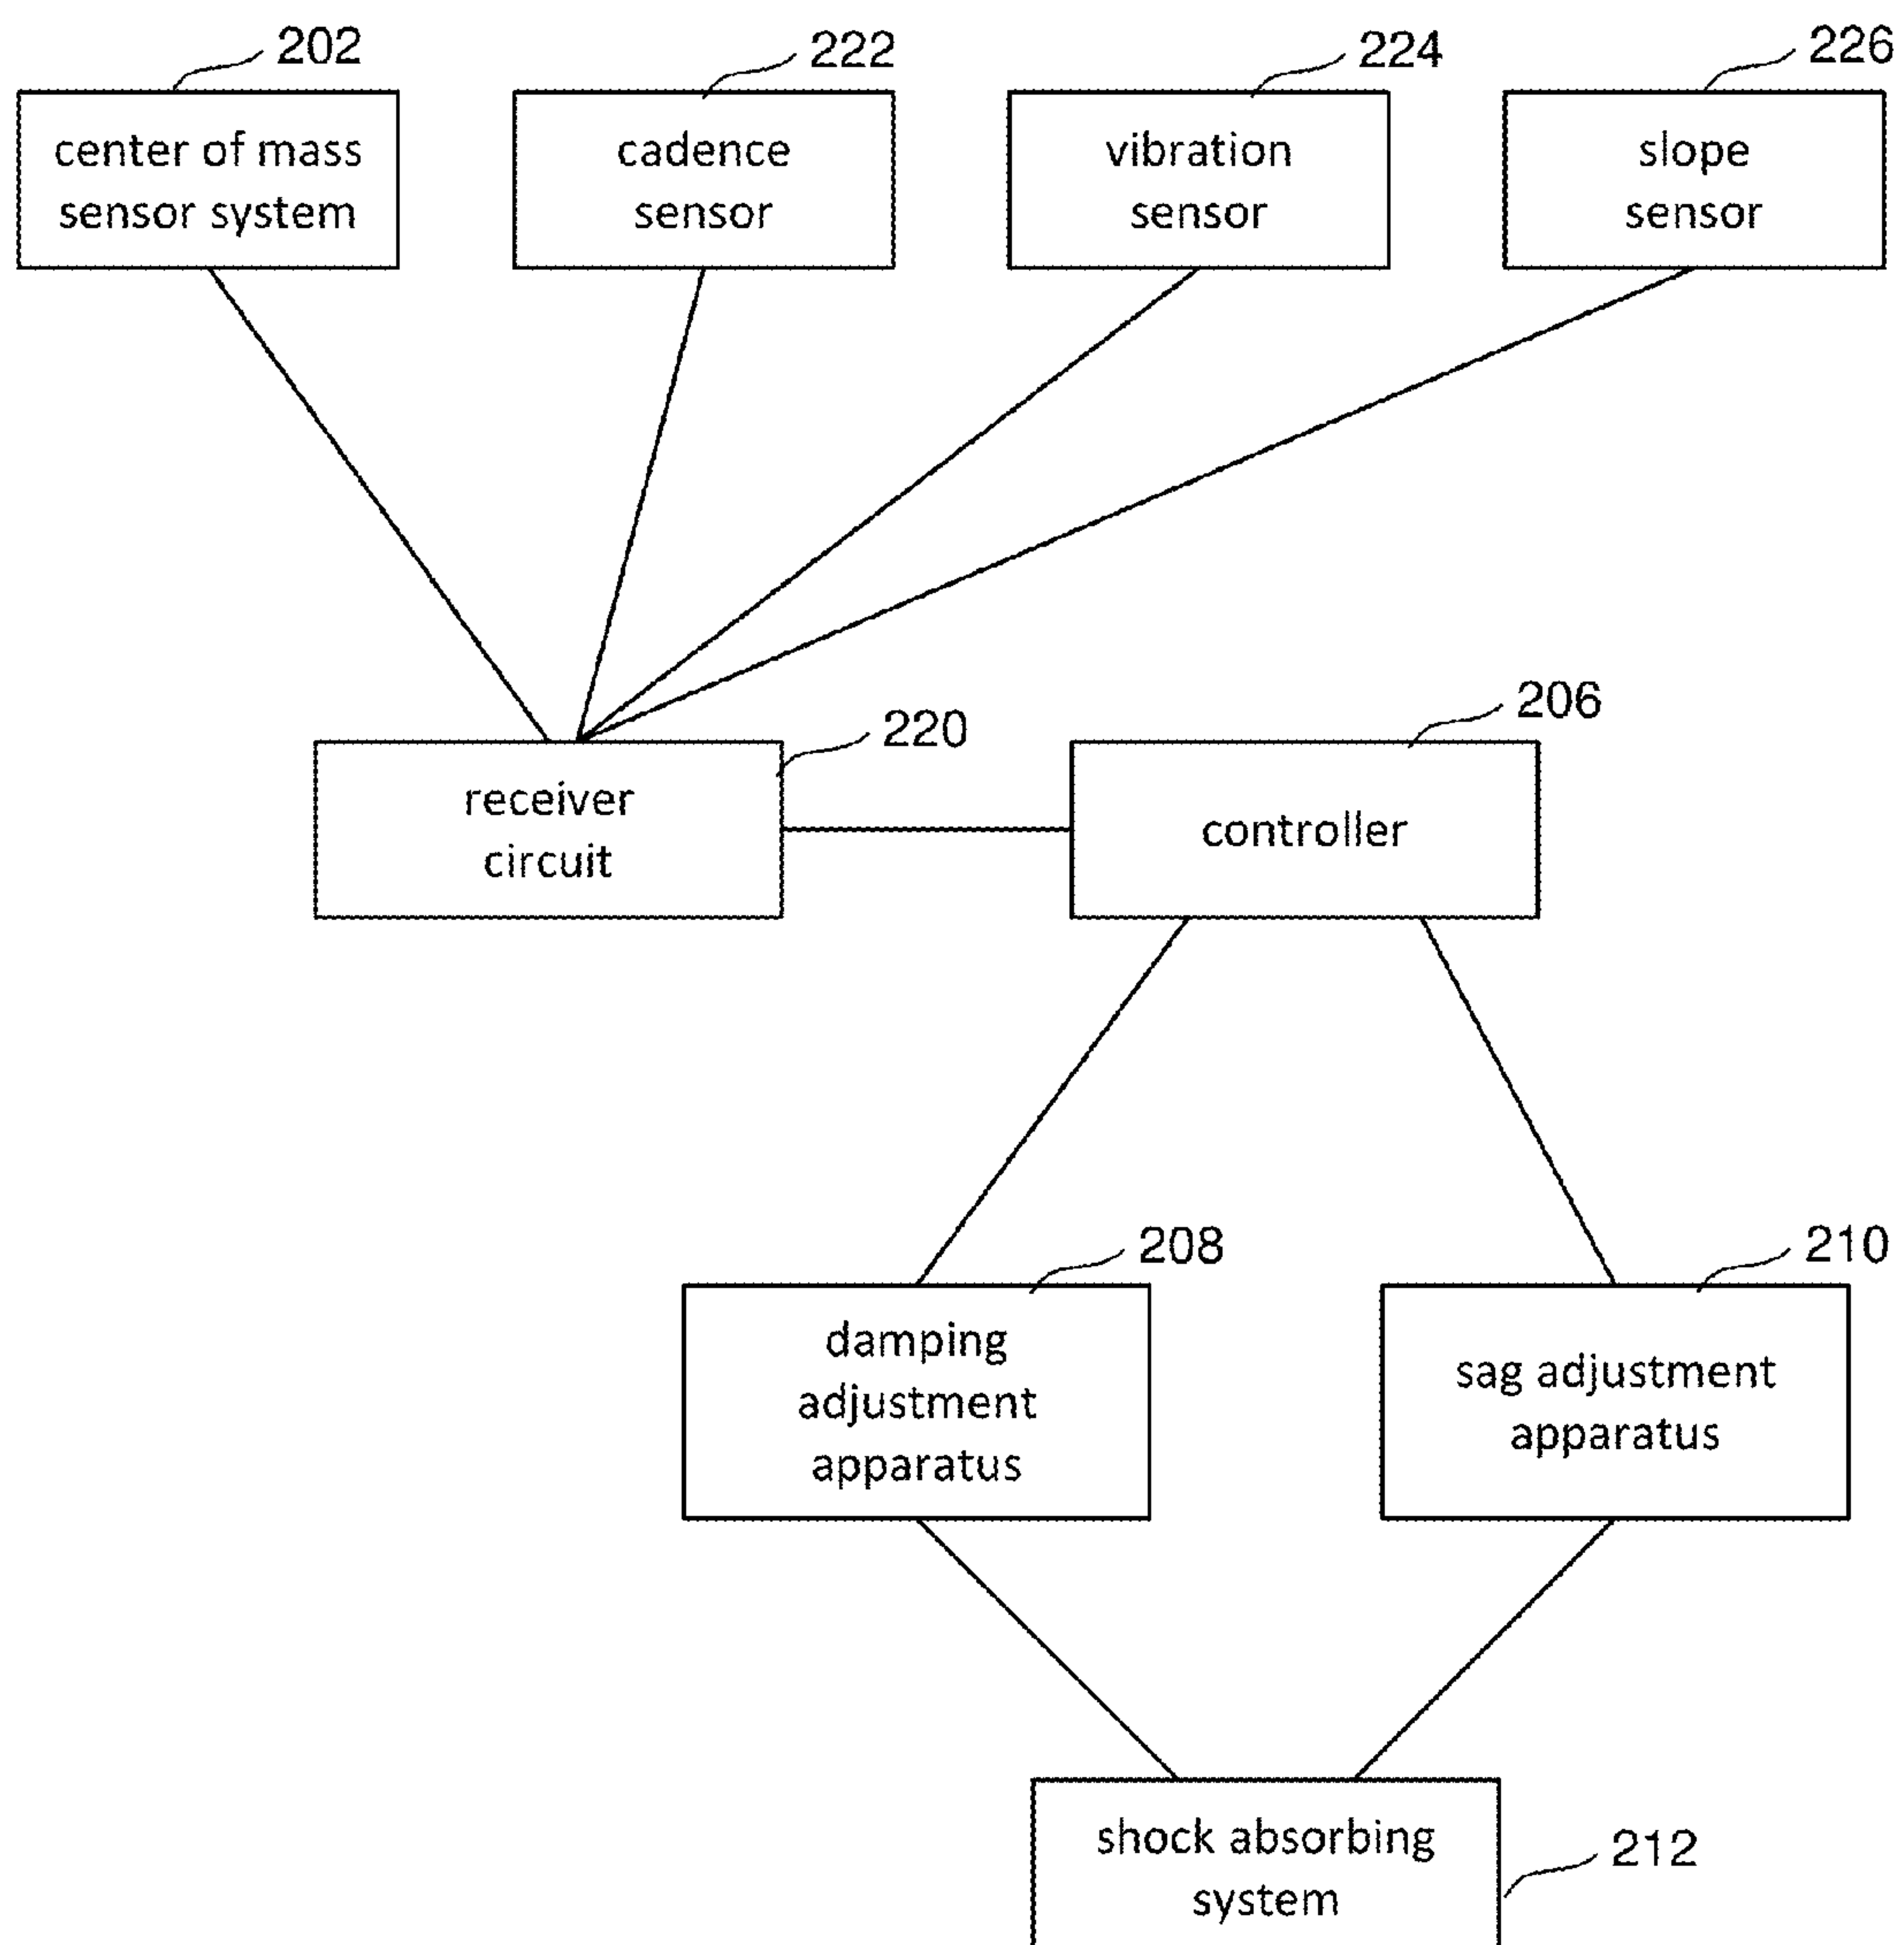 202
222
224
226
center of mass
sensor system
cadence
sensor
vibration
sensor
slope
sensor
220
206
receiver
circuit
controller
208
210
damping
adjustment
apparatus
sag adjustment
apparatus
shock absorbing
system
212